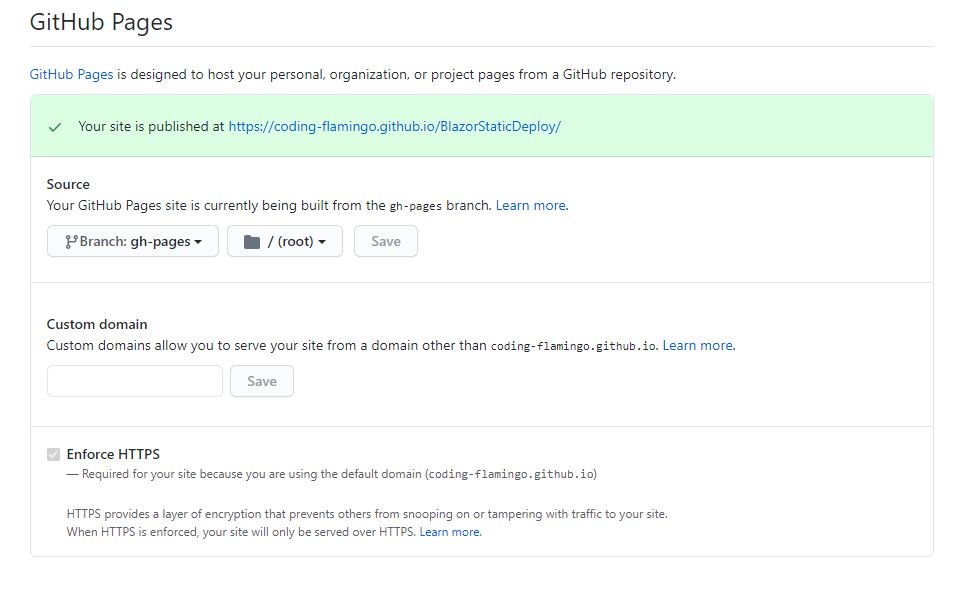 GitHub Pages
GitHub Pages is designed to host your personal, organization, or project pages from a GitHub repository.
Your site is published at https://coding-flamingo.github.io/BlazorStaticDeploy/
Source
Your GitHub Pages site is currently being built from the gh-pages branch. Learn more.
Branch: gh-pages / (root) Save
Custom domain
Custom domains allow you to serve your site from a domain other than coding-flamingo.github.io. Learn more.
Save
Enforce HTTPS
— Required for your site because you are using the default domain (coding-flamingo.github.io)
HTTPS provides a layer of encryption that prevents others from snooping on or tampering with traffic to your site.
When HTTPS is enforced, your site will only be served over HTTPS. Learn more.